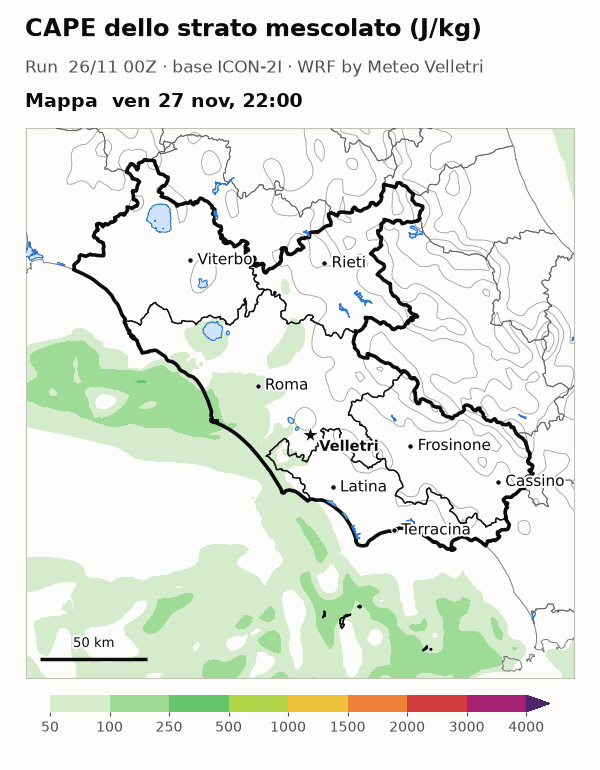 CAPE dello strato mescolato (J/kg)
Run  26/11 00Z · base ICON-2I · WRF by Meteo Velletri
Mappa  ven 27 nov, 22:00
Viterbo
Rieti
Roma
Velletri
Frosinone
Latina
Cassino
Terracina
50 km
50 100 250 500 1000 1500 2000 3000 4000